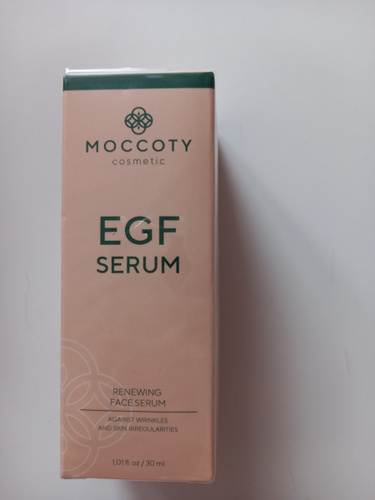 MOCCOTY
cosmetic
EGF
SERUM
RENEWING
FACE SERUM
AGAINST WRINKLES
AND SKIN IRREGULARITIES
1.01 fl oz / 30 ml